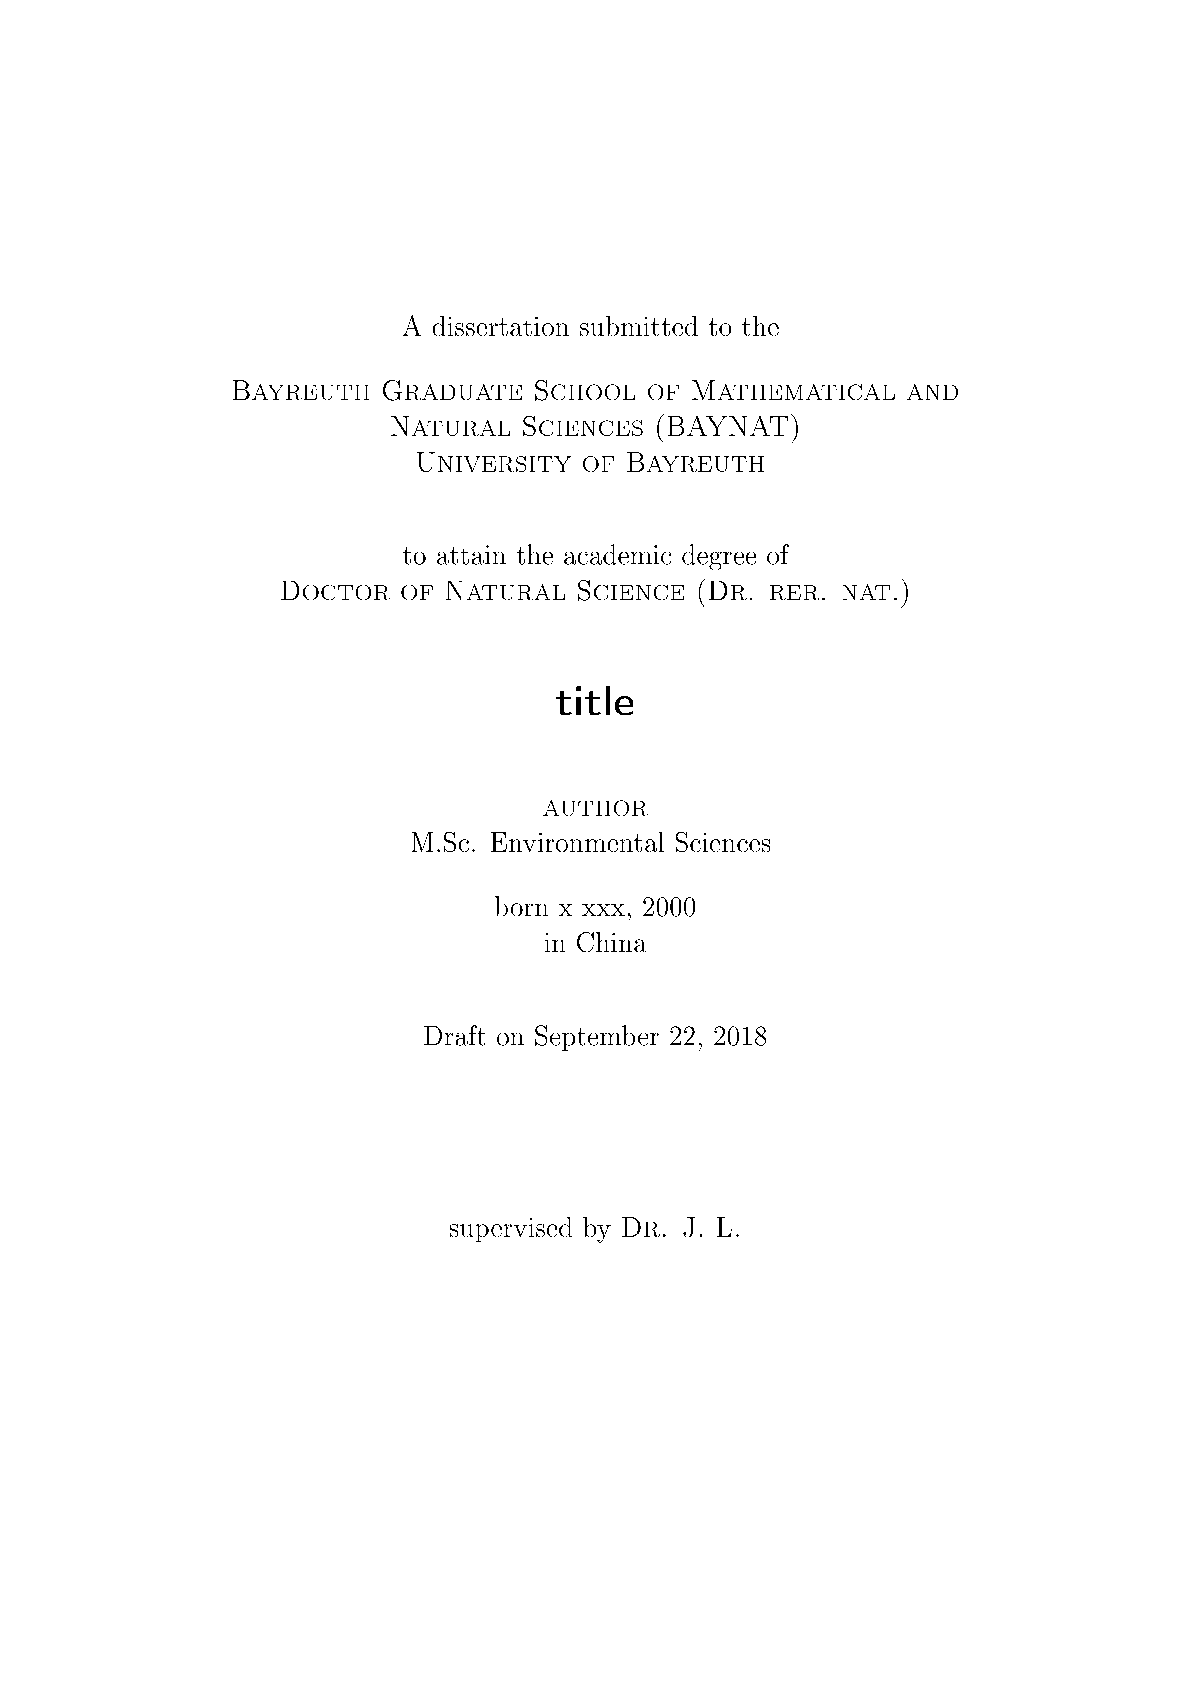 A dissertation submitted to the
Bayreuth Graduate School of Mathematical and
Natural Sciences (BAYNAT)
University of Bayreuth
to attain the academic degree of
Doctor of Natural Science (Dr. rer. nat.)
title
author
M.Sc. Environmental Sciences
born x xxx, 2000
in China
Draft on September 22, 2018
supervised by Dr. J. L.